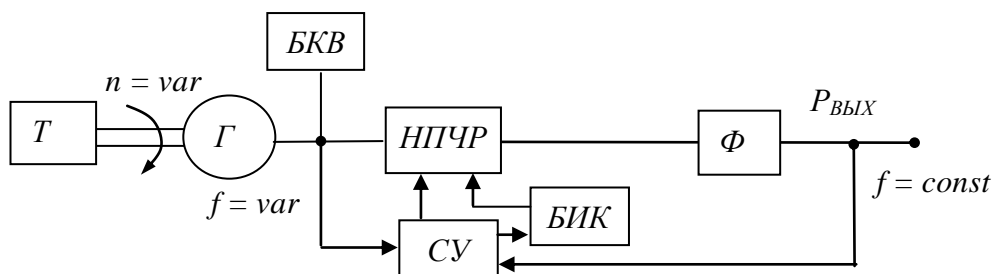 БКВ
n = var
P_ВЫХ
Т
Г
НПЧР
Ф
f = var
f = const
БИК
СУ